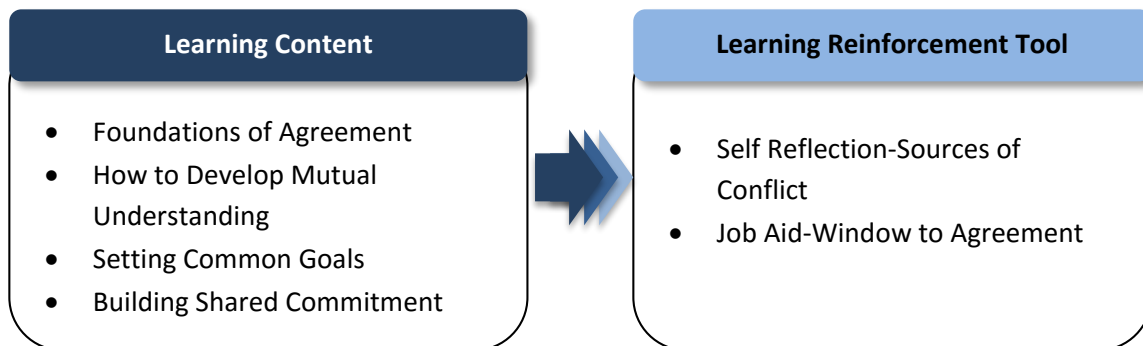 Learning Content
• Foundations of Agreement
• How to Develop Mutual
Understanding
• Setting Common Goals
• Building Shared Commitment
Learning Reinforcement Tool
• Self Reflection-Sources of
Conflict
• Job Aid-Window to Agreement